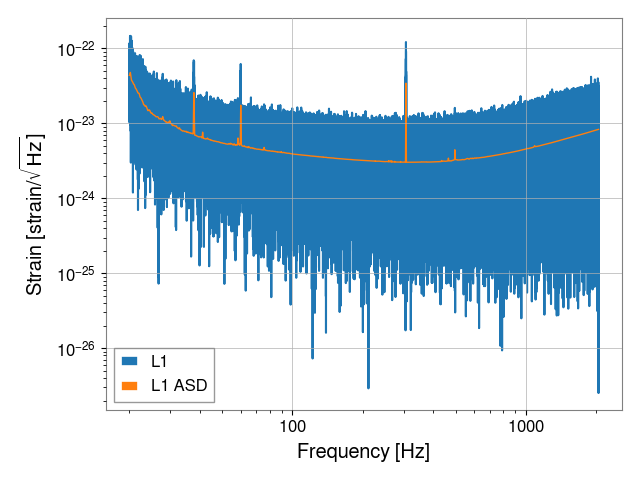 10⁻²²
10⁻²³
10⁻²⁴
10⁻²⁵
10⁻²⁶
Strain [strain/√Hz]
L1
L1 ASD
100
1000
Frequency [Hz]